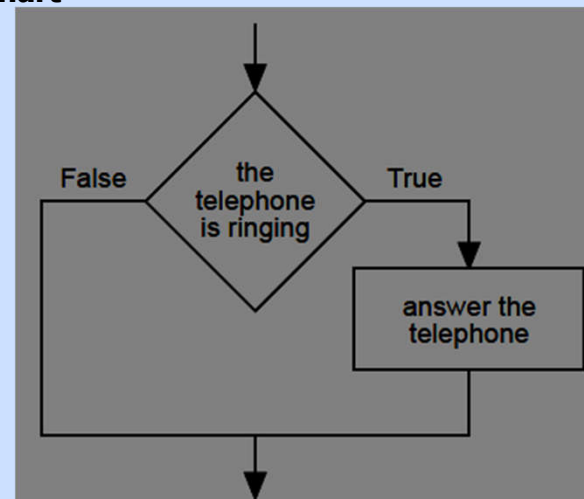 the
False
telephone
True
is ringing
answer the
telephone